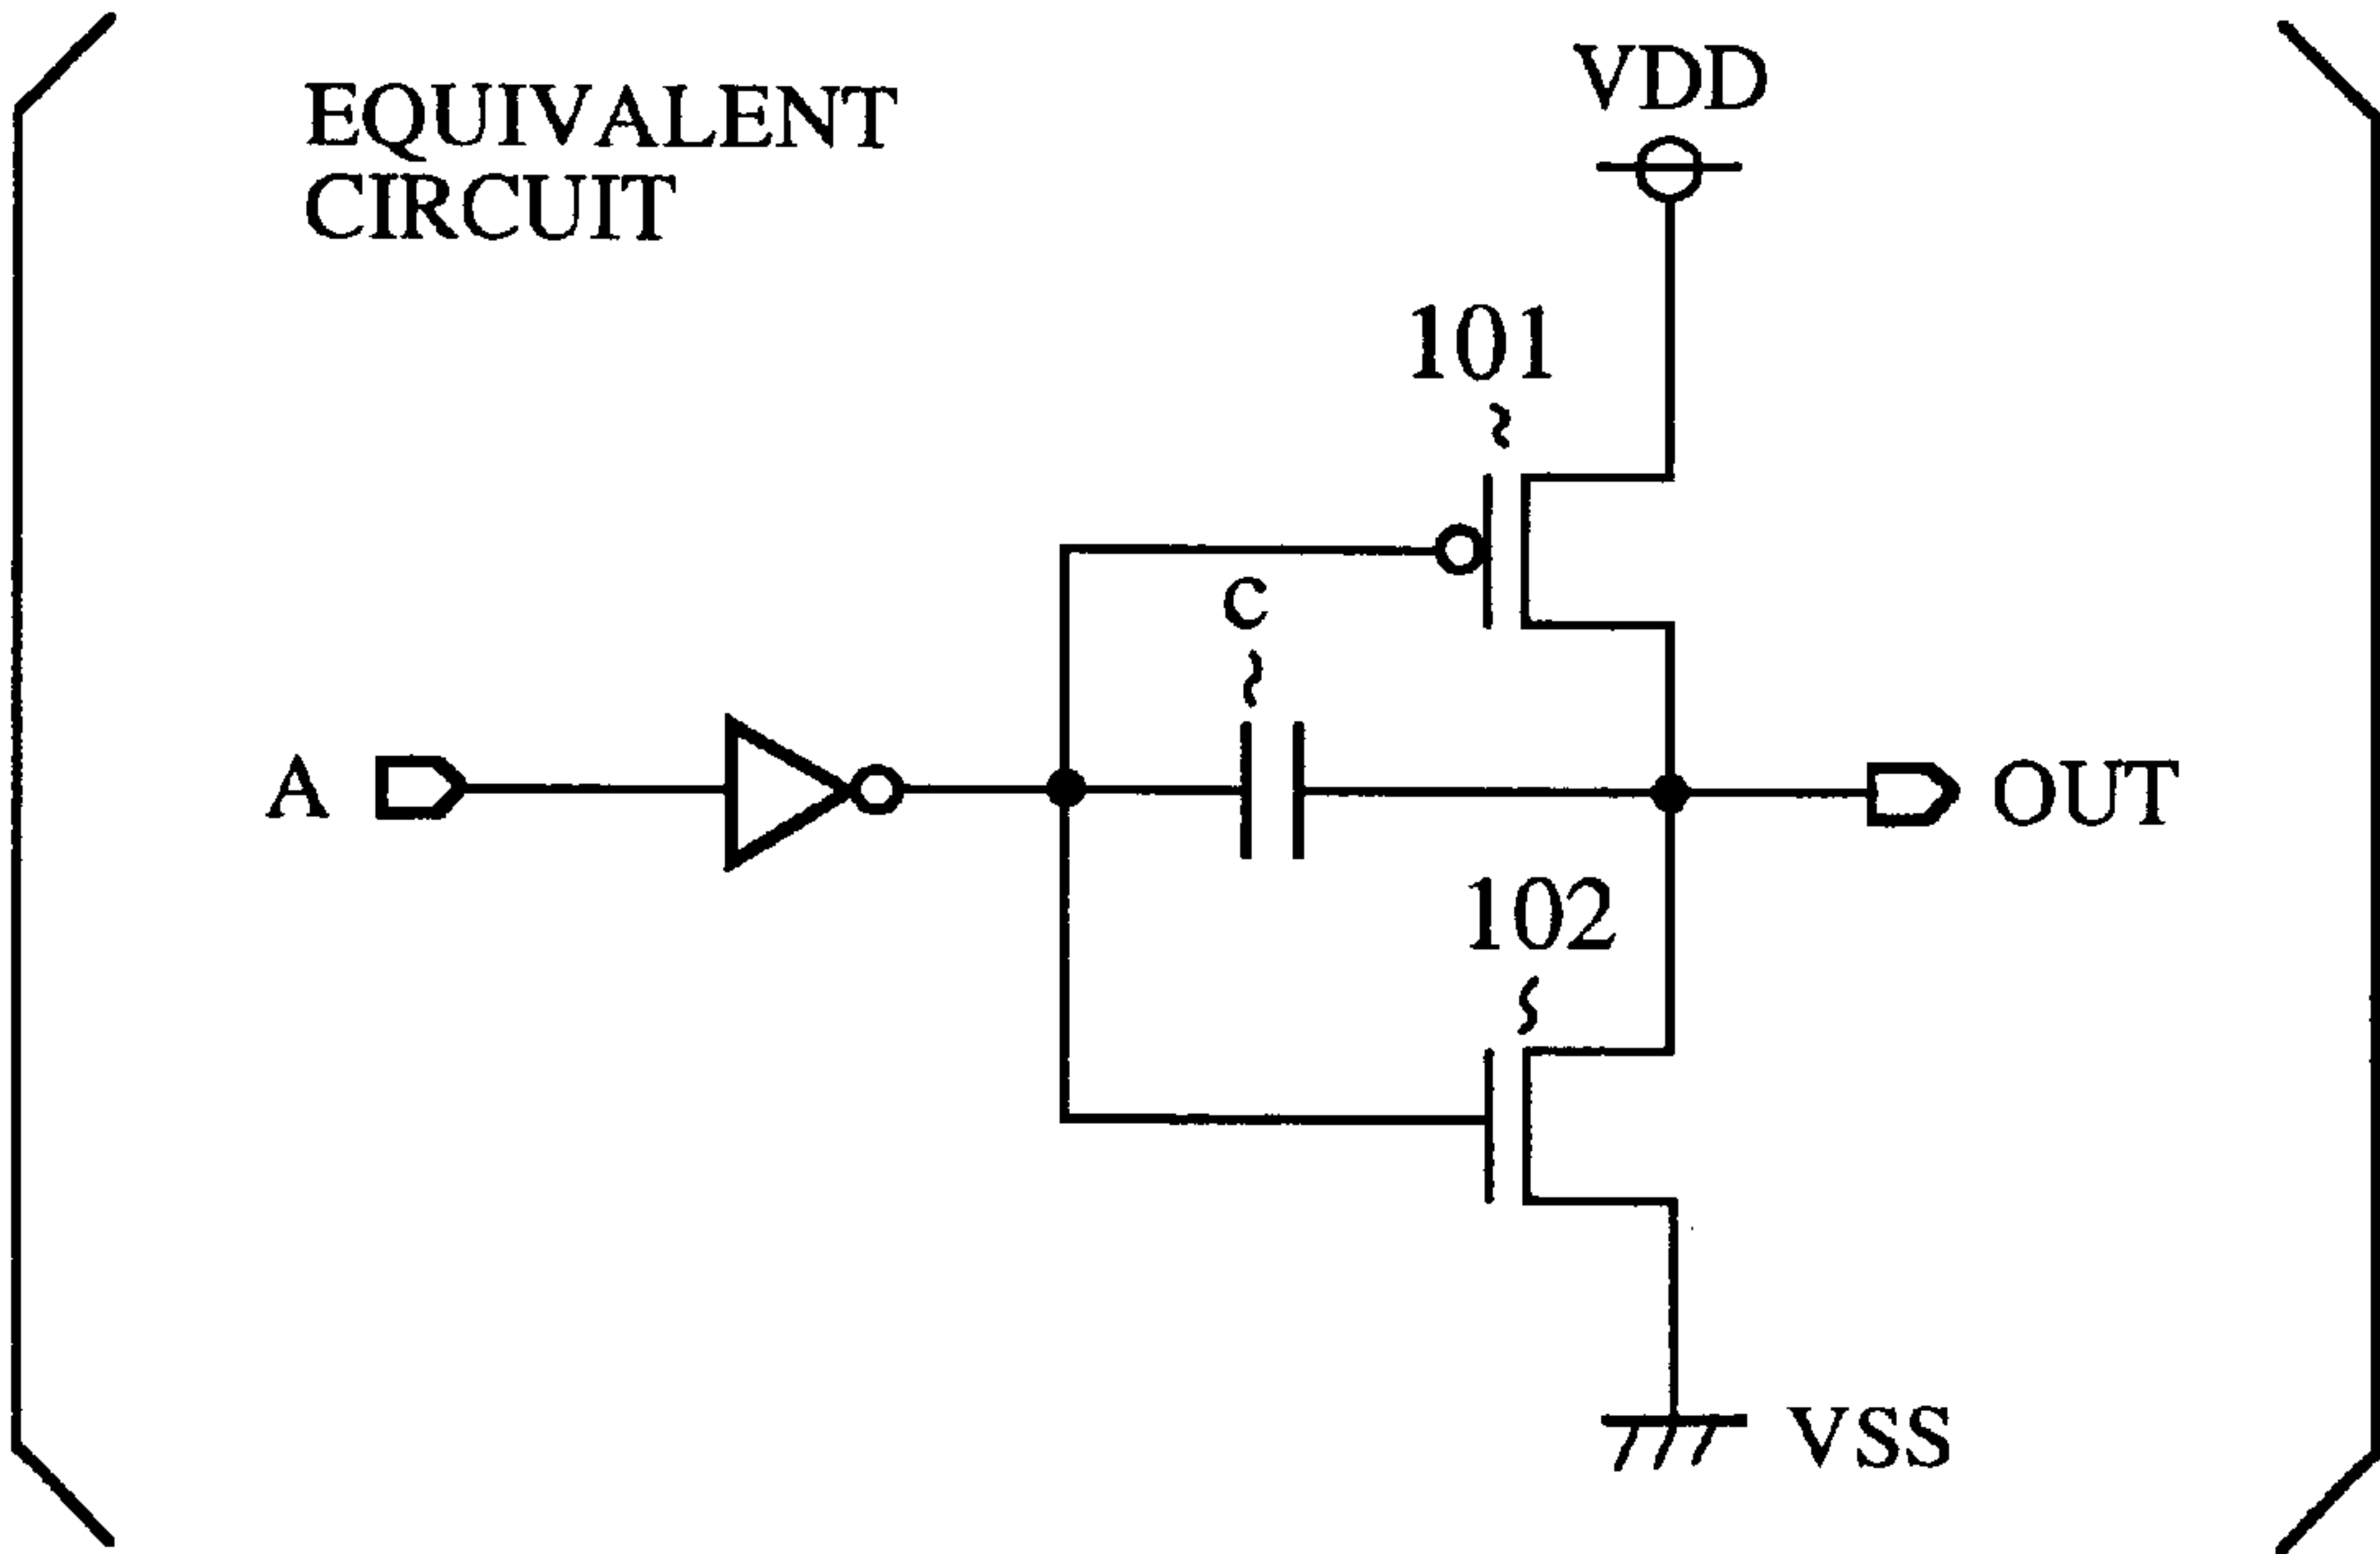 EQUIVALENT
CIRCUIT
VDD
101
C
A
OUT
102
VSS